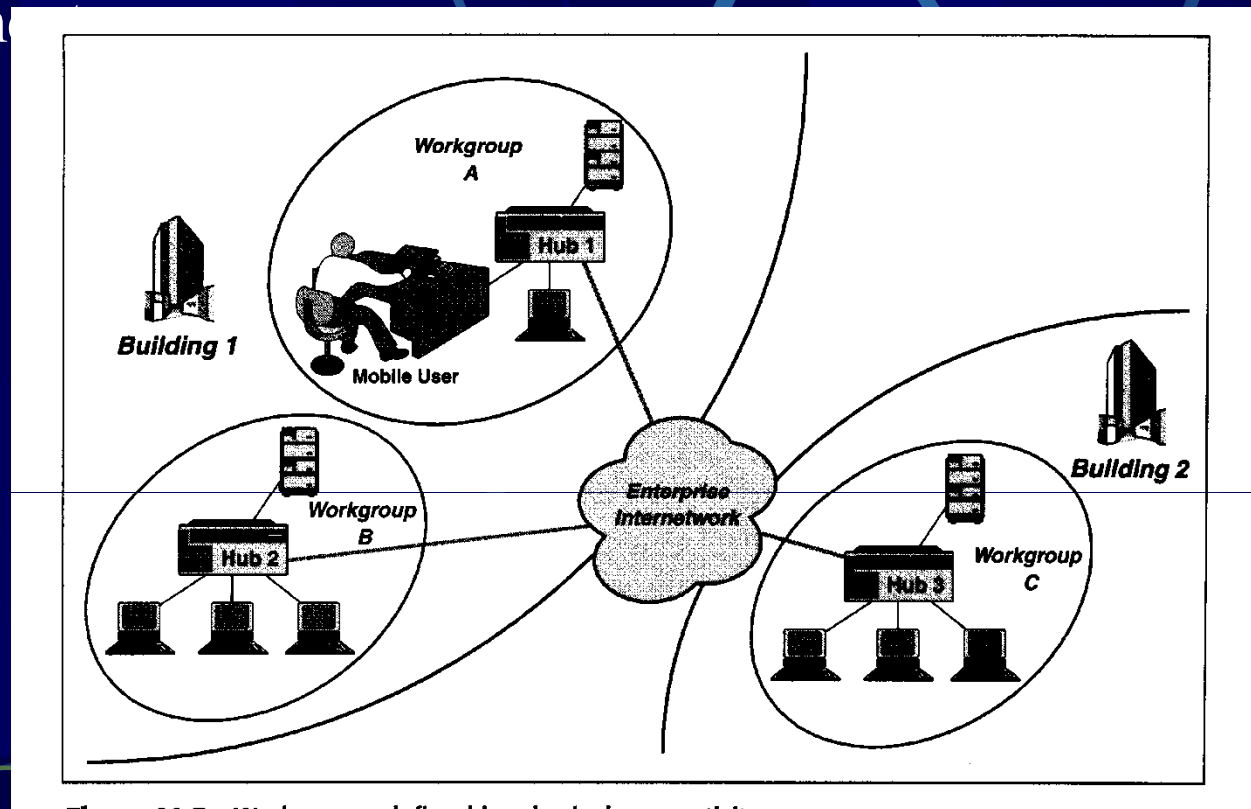 Workgroup
A
Hub 1
Building 1
Mobile User
Workgroup
B
Hub 2
Enterprise
Internetwork
Building 2
Workgroup
C
Hub 3